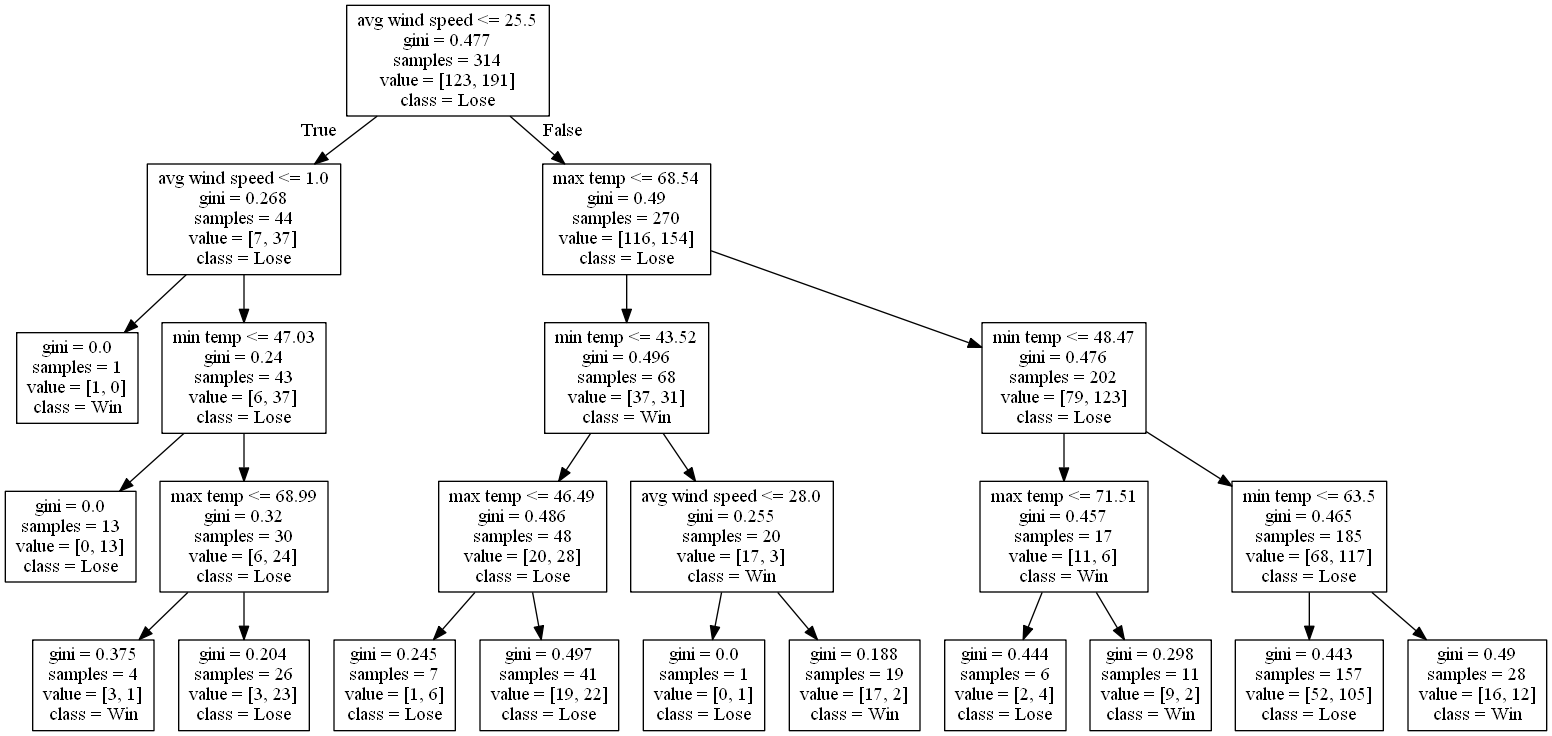 avg wind speed <= 25.5
gini = 0.477
samples = 314
value = [123, 191]
class = Lose
True
False
avg wind speed <= 1.0
gini = 0.268
samples = 44
value = [7, 37]
class = Lose
max temp <= 68.54
gini = 0.49
samples = 270
value = [116, 154]
class = Lose
gini = 0.0
samples = 1
value = [1, 0]
class = Win
min temp <= 47.03
gini = 0.24
samples = 43
value = [6, 37]
class = Lose
min temp <= 43.52
gini = 0.496
samples = 68
value = [37, 31]
class = Win
min temp <= 48.47
gini = 0.476
samples = 202
value = [79, 123]
class = Lose
gini = 0.0
samples = 13
value = [0, 13]
class = Lose
max temp <= 68.99
gini = 0.32
samples = 30
value = [6, 24]
class = Lose
max temp <= 46.49
gini = 0.486
samples = 48
value = [20, 28]
class = Lose
avg wind speed <= 28.0
gini = 0.255
samples = 20
value = [17, 3]
class = Win
max temp <= 71.51
gini = 0.457
samples = 17
value = [11, 6]
class = Win
min temp <= 63.5
gini = 0.465
samples = 185
value = [68, 117]
class = Lose
gini = 0.375
samples = 4
value = [3, 1]
class = Win
gini = 0.204
samples = 26
value = [3, 23]
class = Lose
gini = 0.245
samples = 7
value = [1, 6]
class = Lose
gini = 0.497
samples = 41
value = [19, 22]
class = Lose
gini = 0.0
samples = 1
value = [0, 1]
class = Lose
gini = 0.188
samples = 19
value = [17, 2]
class = Win
gini = 0.444
samples = 6
value = [2, 4]
class = Lose
gini = 0.298
samples = 11
value = [9, 2]
class = Win
gini = 0.443
samples = 157
value = [52, 105]
class = Lose
gini = 0.49
samples = 28
value = [16, 12]
class = Win